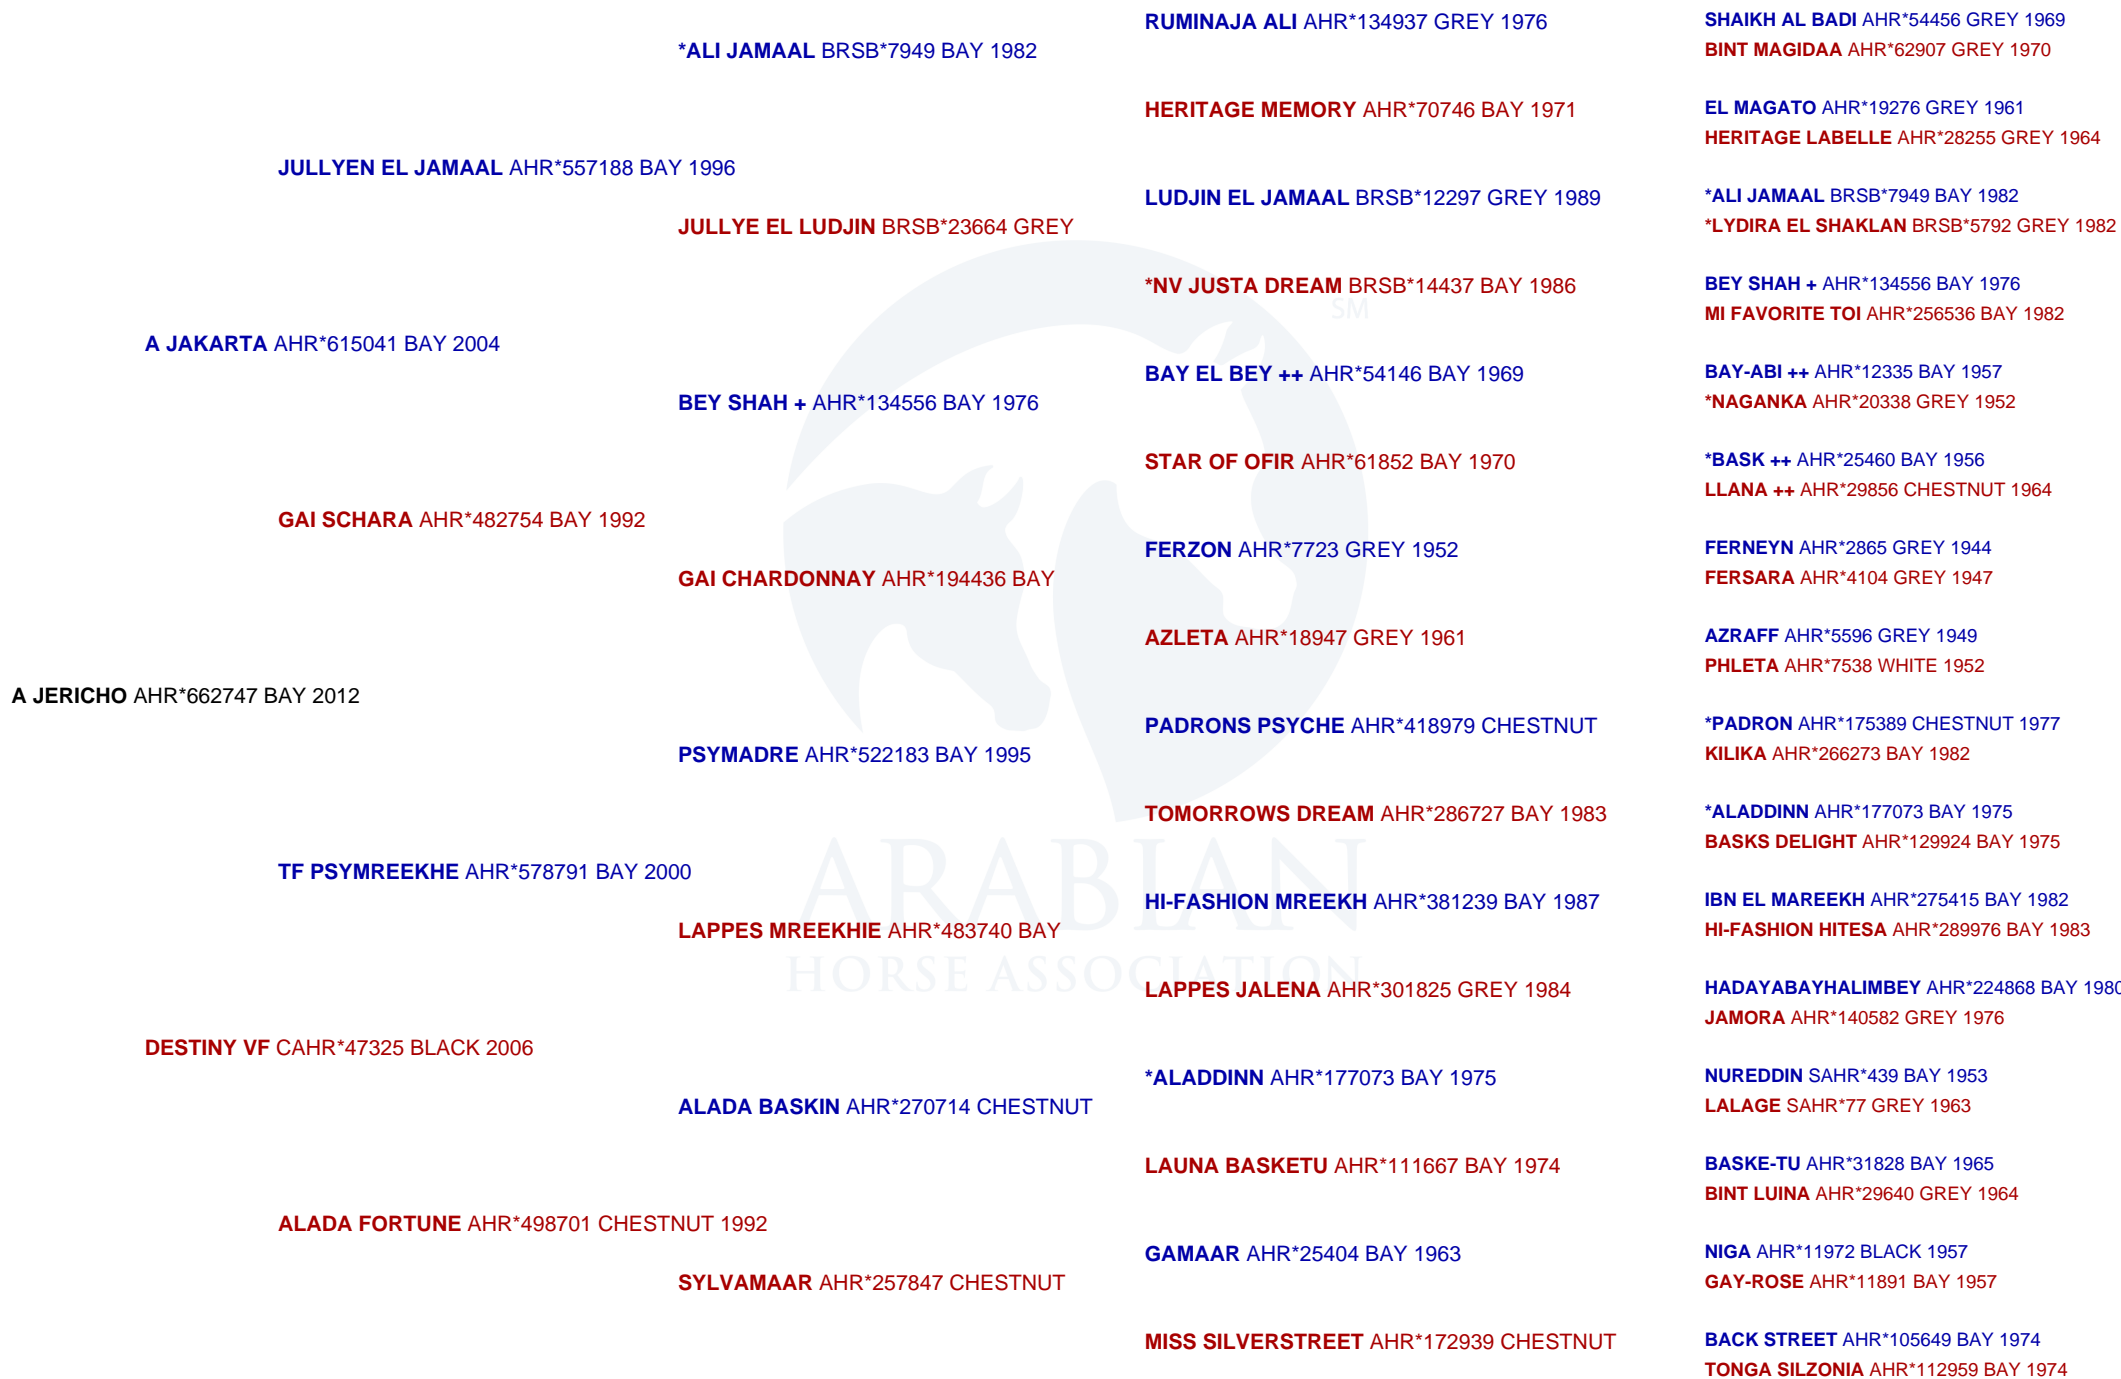 RUMINAJA ALI AHR*134937 GREY 1976
SHAIKH AL BADI AHR*54456 GREY 1969
*ALI JAMAAL BRSB*7949 BAY 1982
BINT MAGIDAA AHR*62907 GREY 1970
HERITAGE MEMORY AHR*70746 BAY 1971
EL MAGATO AHR*19276 GREY 1961
HERITAGE LABELLE AHR*28255 GREY 1964
JULLYEN EL JAMAAL AHR*557188 BAY 1996
LUDJIN EL JAMAAL BRSB*12297 GREY 1989
*ALI JAMAAL BRSB*7949 BAY 1982
JULLYE EL LUDJIN BRSB*23664 GREY
*LYDIRA EL SHAKLAN BRSB*5792 GREY 1982
*NV JUSTA DREAM BRSB*14437 BAY 1986
BEY SHAH + AHR*134556 BAY 1976
SM
MI FAVORITE TOI AHR*256536 BAY 1982
A JAKARTA AHR*615041 BAY 2004
BAY EL BEY ++ AHR*54146 BAY 1969
BAY-ABI ++ AHR*12335 BAY 1957
BEY SHAH + AHR*134556 BAY 1976
*NAGANKA AHR*20338 GREY 1952
STAR OF OFIR AHR*61852 BAY 1970
*BASK ++ AHR*25460 BAY 1956
LLANA ++ AHR*29856 CHESTNUT 1964
GAI SCHARA AHR*482754 BAY 1992
FERZON AHR*7723 GREY 1952
FERNEYN AHR*2865 GREY 1944
GAI CHARDONNAY AHR*194436 BAY
FERSARA AHR*4104 GREY 1947
AZLETA AHR*18947 GREY 1961
AZRAFF AHR*5596 GREY 1949
PHLETA AHR*7538 WHITE 1952
A JERICHO AHR*662747 BAY 2012
PADRONS PSYCHE AHR*418979 CHESTNUT
*PADRON AHR*175389 CHESTNUT 1977
PSYMADRE AHR*522183 BAY 1995
KILIKA AHR*266273 BAY 1982
TOMORROWS DREAM AHR*286727 BAY 1983
*ALADDINN AHR*177073 BAY 1975
BASKS DELIGHT AHR*129924 BAY 1975
ARABIAN
TF PSYMREEKHE AHR*578791 BAY 2000
HI-FASHION MREEKH AHR*381239 BAY 1987
IBN EL MAREEKH AHR*275415 BAY 1982
LAPPES MREEKHIE AHR*483740 BAY
HI-FASHION HITESA AHR*289976 BAY 1983
HORSE ASSOCIATION
LAPPES JALENA AHR*301825 GREY 1984
HADAYABAYHALIMBEY AHR*224868 BAY 1980
JAMORA AHR*140582 GREY 1976
DESTINY VF CAHR*47325 BLACK 2006
*ALADDINN AHR*177073 BAY 1975
NUREDDIN SAHR*439 BAY 1953
ALADA BASKIN AHR*270714 CHESTNUT
LALAGE SAHR*77 GREY 1963
LAUNA BASKETU AHR*111667 BAY 1974
BASKE-TU AHR*31828 BAY 1965
BINT LUINA AHR*29640 GREY 1964
ALADA FORTUNE AHR*498701 CHESTNUT 1992
GAMAAR AHR*25404 BAY 1963
NIGA AHR*11972 BLACK 1957
SYLVAMAAR AHR*257847 CHESTNUT
GAY-ROSE AHR*11891 BAY 1957
MISS SILVERSTREET AHR*172939 CHESTNUT
BACK STREET AHR*105649 BAY 1974
TONGA SILZONIA AHR*112959 BAY 1974